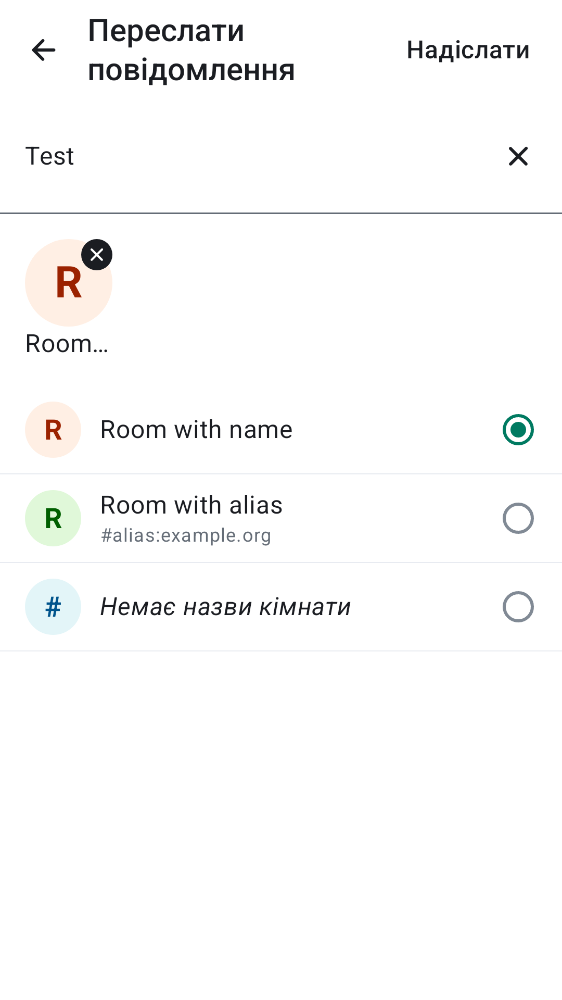 Переслати
повідомлення
Надіслати
Test
R
Room…
R
Room with name
R
Room with alias
#alias:example.org
#
Немає назви кімнати